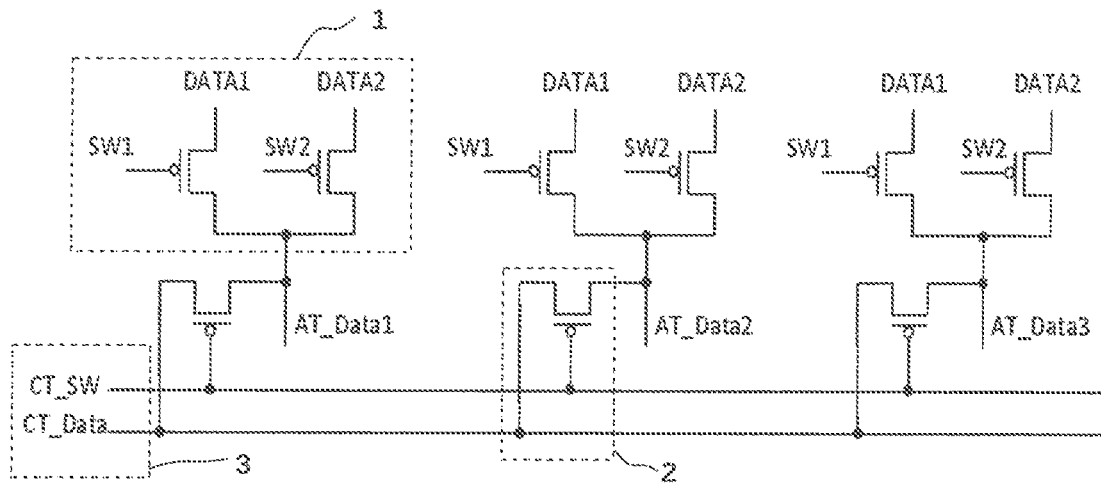 1
DATA1 DATA2 DATA1 DATA2 DATA1 DATA2
SW1 SW2 SW1 SW2 SW1 SW2
AT_Data1 AT_Data2 AT_Data3
CT_SW
CT_Data
3 2